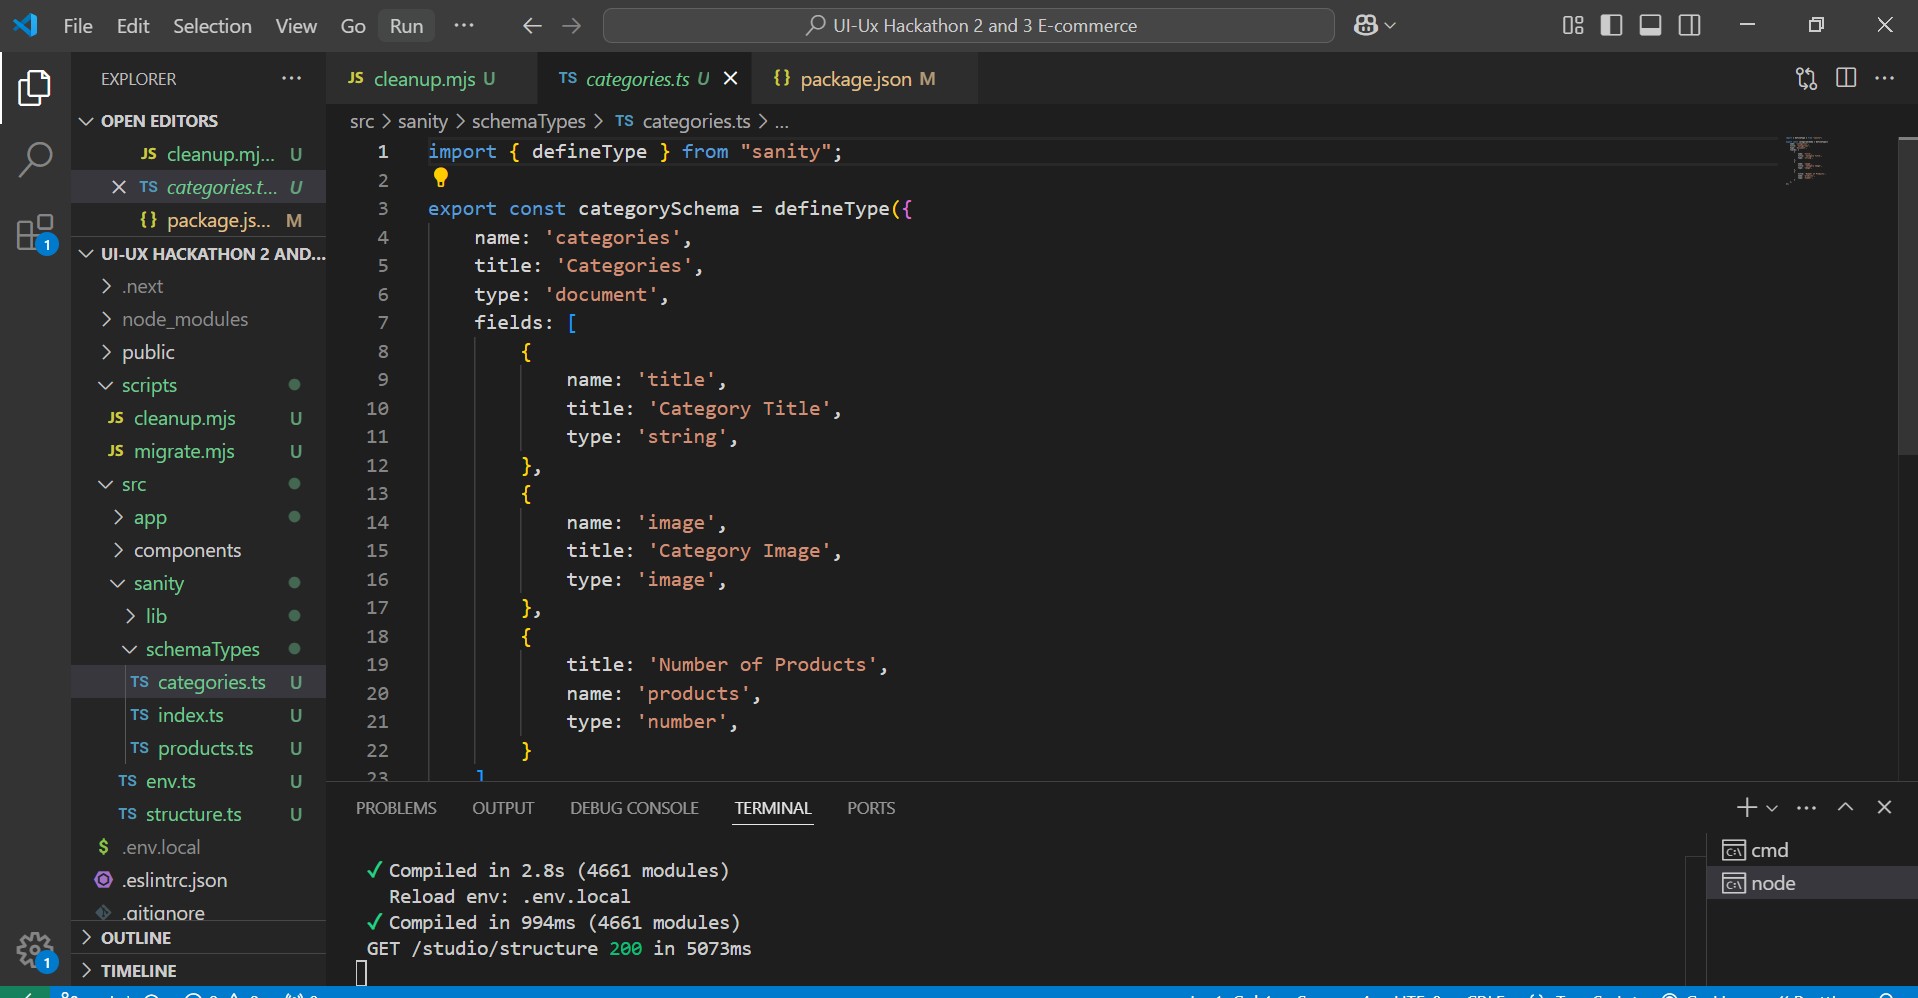 File Edit Selection View Go Run ... UI-Ux Hackathon 2 and 3 E-commerce
EXPLORER
OPEN EDITORS
JS cleanup.mj... U
TS categories.t... U
{} package.js... M
UI-UX HACKATHON 2 AND...
.next
node_modules
public
scripts
JS cleanup.mjs U
JS migrate.mjs U
src
app
components
sanity
lib
schemaTypes
TS categories.ts U
TS index.ts U
TS products.ts U
TS env.ts U
TS structure.ts U
$ .env.local
.eslintrc.json
.gitignore
OUTLINE
TIMELINE
1
1
JS cleanup.mjs U TS categories.ts U {} package.json M
src > sanity > schemaTypes > TS categories.ts > ...
1 import { defineType } from "sanity";
2
3 export const categorySchema = defineType({
4 name: 'categories',
5 title: 'Categories',
6 type: 'document',
7 fields: [
8 {
9 name: 'title',
10 title: 'Category Title',
11 type: 'string',
12 },
13 {
14 name: 'image',
15 title: 'Category Image',
16 type: 'image',
17 },
18 {
19 title: 'Number of Products',
20 name: 'products',
21 type: 'number',
22 }
23 ]
PROBLEMS OUTPUT DEBUG CONSOLE TERMINAL PORTS
✓ Compiled in 2.8s (4661 modules)
Reload env: .env.local
✓ Compiled in 994ms (4661 modules)
GET /studio/structure 200 in 5073ms
cmd
node